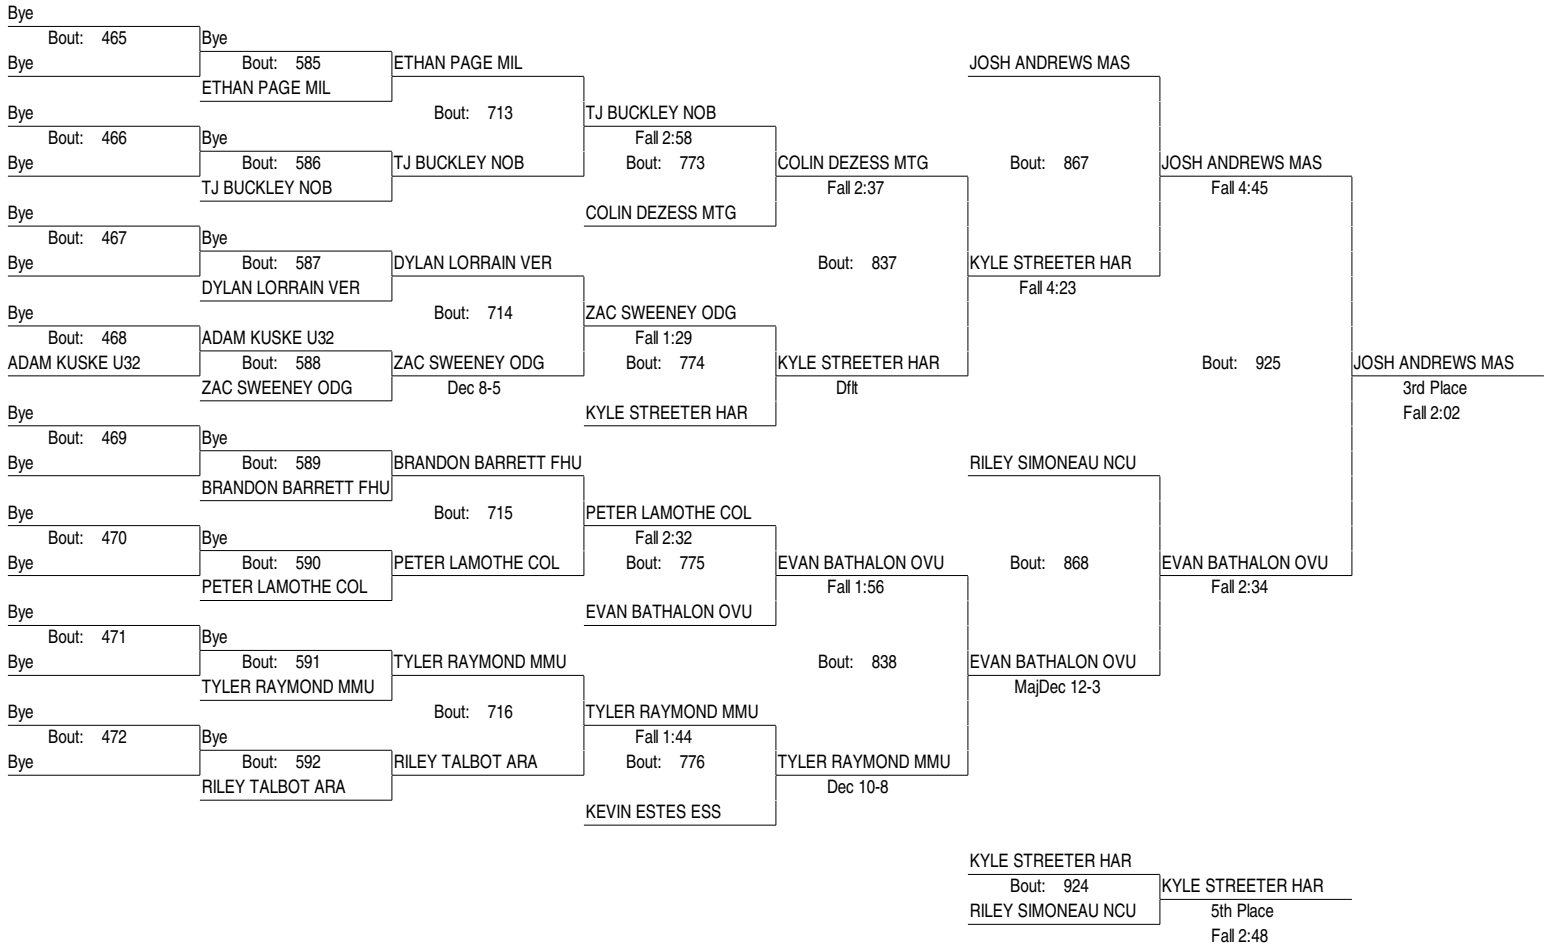 Bye
Bout: 465 Bye
Bye Bout: 585 ETHAN PAGE MIL JOSH ANDREWS MAS
ETHAN PAGE MIL
Bye Bout: 713 TJ BUCKLEY NOB
Bout: 466 Bye Fall 2:58
Bye Bout: 586 TJ BUCKLEY NOB Bout: 773 COLIN DEZESS MTG Bout: 867 JOSH ANDREWS MAS
TJ BUCKLEY NOB Fall 2:37 Fall 4:45
Bye COLIN DEZESS MTG
Bout: 467 Bye
Bye Bout: 587 DYLAN LORRAIN VER Bout: 837 KYLE STREETER HAR
DYLAN LORRAIN VER Fall 4:23
Bye Bout: 714 ZAC SWEENEY ODG
Bout: 468 ADAM KUSKE U32 Fall 1:29
ADAM KUSKE U32 Bout: 588 ZAC SWEENEY ODG Bout: 774 KYLE STREETER HAR Bout: 925 JOSH ANDREWS MAS
ZAC SWEENEY ODG Dec 8-5 Dflt 3rd Place
Bye KYLE STREETER HAR Fall 2:02
Bout: 469 Bye
Bye Bout: 589 BRANDON BARRETT FHU RILEY SIMONEAU NCU
BRANDON BARRETT FHU
Bye Bout: 715 PETER LAMOTHE COL
Bout: 470 Bye Fall 2:32
Bye Bout: 590 PETER LAMOTHE COL Bout: 775 EVAN BATHALON OVU Bout: 868 EVAN BATHALON OVU
PETER LAMOTHE COL Fall 1:56 Fall 2:34
Bye EVAN BATHALON OVU
Bout: 471 Bye
Bye Bout: 591 TYLER RAYMOND MMU Bout: 838 EVAN BATHALON OVU
TYLER RAYMOND MMU MajDec 12-3
Bye Bout: 716 TYLER RAYMOND MMU
Bout: 472 Bye Fall 1:44
Bye Bout: 592 RILEY TALBOT ARA Bout: 776 TYLER RAYMOND MMU
RILEY TALBOT ARA Dec 10-8
KEVIN ESTES ESS
KYLE STREETER HAR
Bout: 924 KYLE STREETER HAR
RILEY SIMONEAU NCU 5th Place
Fall 2:48